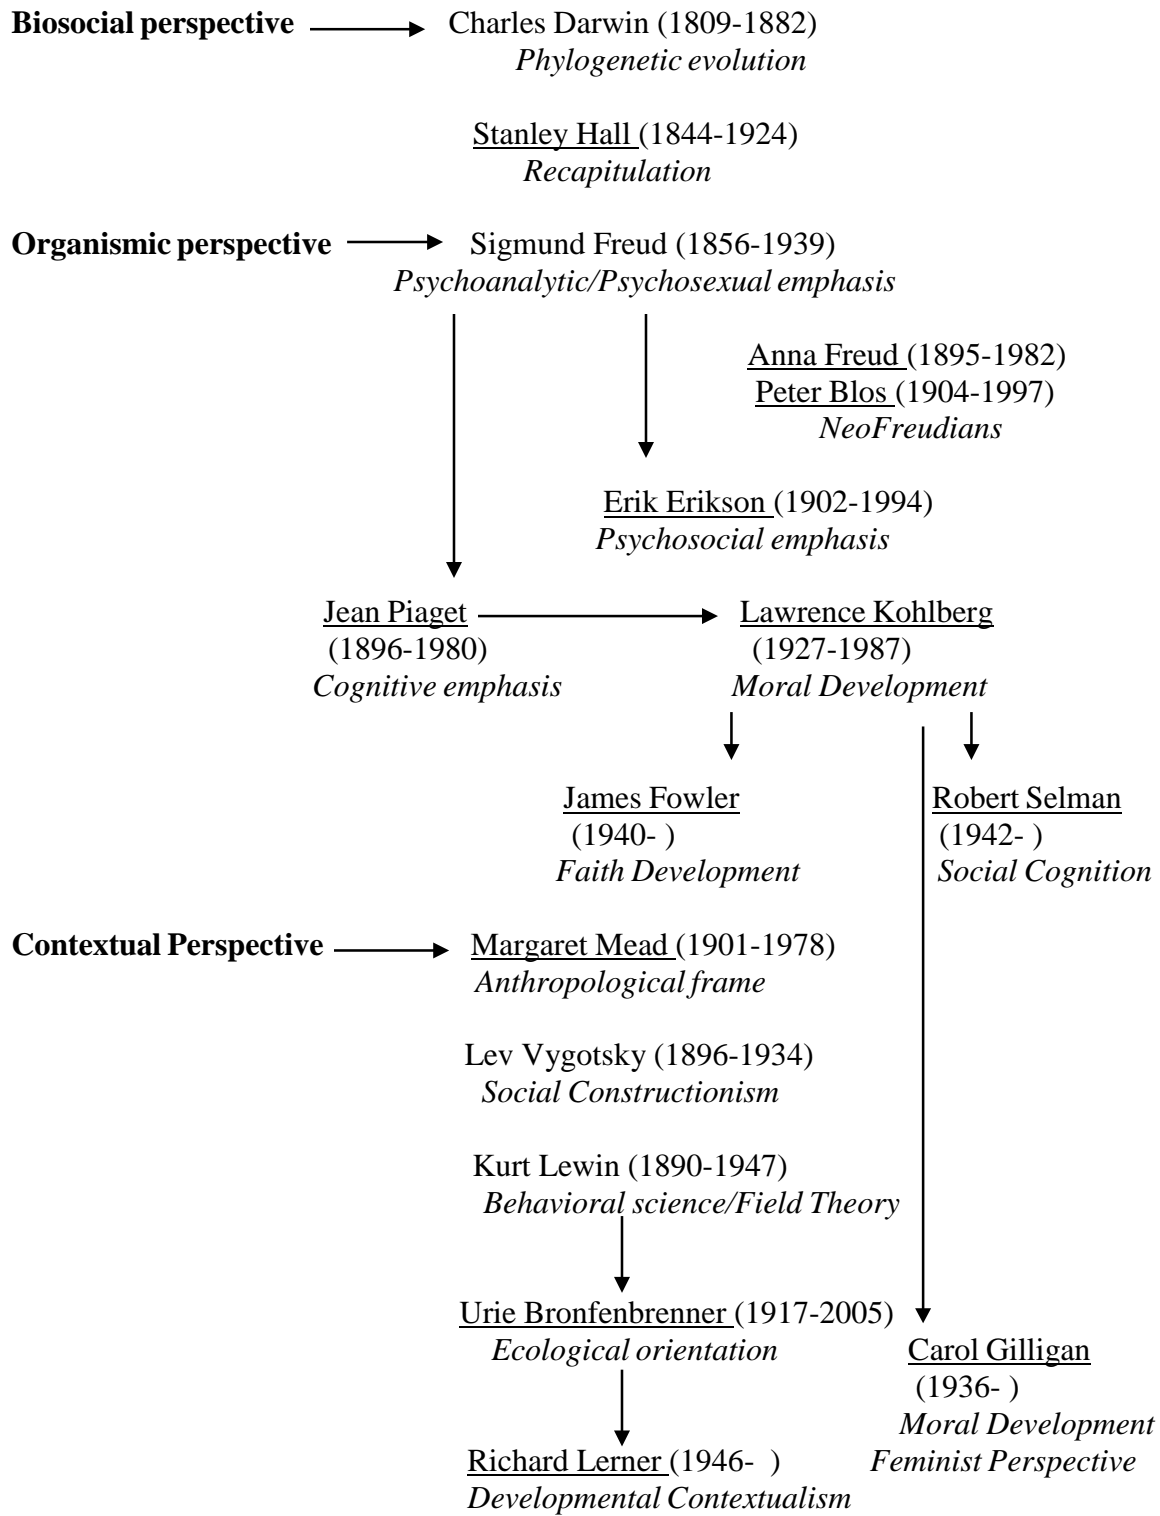 Biosocial perspective Charles Darwin (1809-1882)
Phylogenetic evolution
Stanley Hall (1844-1924)
Recapitulation
Organismic perspective Sigmund Freud (1856-1939)
Psychoanalytic/Psychosexual emphasis
Anna Freud (1895-1982)
Peter Blos (1904-1997)
NeoFreudians
Erik Erikson (1902-1994)
Psychosocial emphasis
Jean Piaget
(1896-1980)
Cognitive emphasis
Lawrence Kohlberg
(1927-1987)
Moral Development
James Fowler
(1940- )
Faith Development
Robert Selman
(1942- )
Social Cognition
Contextual Perspective Margaret Mead (1901-1978)
Anthropological frame
Lev Vygotsky (1896-1934)
Social Constructionism
Kurt Lewin (1890-1947)
Behavioral science/Field Theory
Urie Bronfenbrenner (1917-2005)
Ecological orientation
Carol Gilligan
(1936- )
Moral Development
Feminist Perspective
Richard Lerner (1946- )
Developmental Contextualism